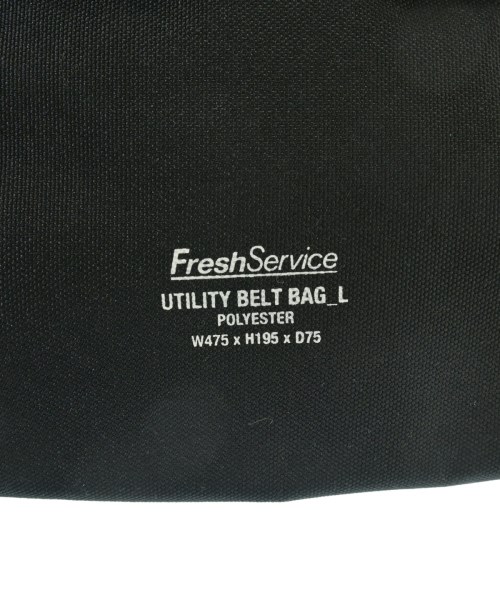 FreshService
UTILITY BELT BAG_L
POLYESTER
W475 x H195 x D75